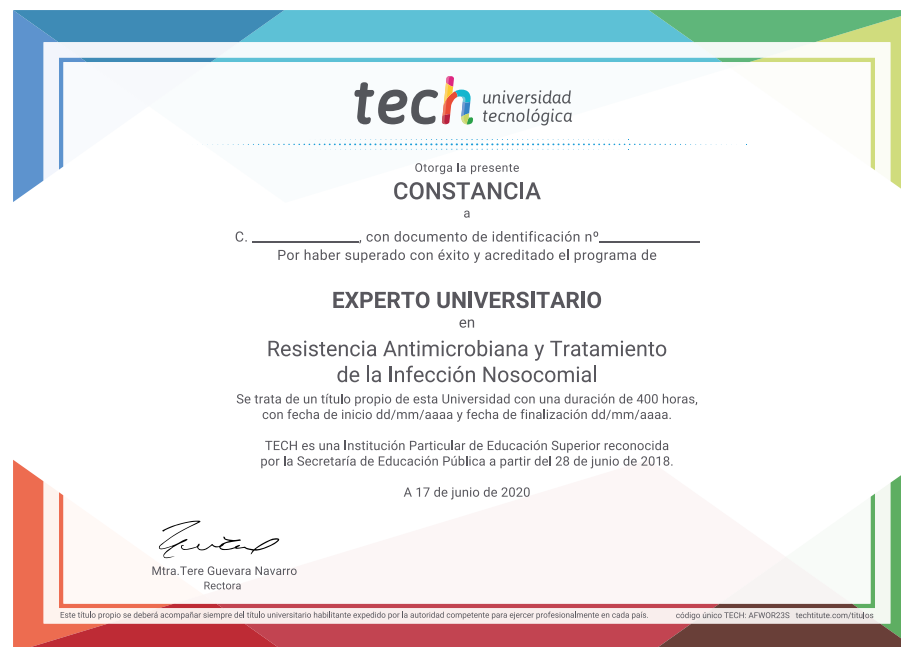 tech universidad
tecnológica
Otorga la presente
CONSTANCIA
a
C. ____________, con documento de identificación nº____________
Por haber superado con éxito y acreditado el programa de
EXPERTO UNIVERSITARIO
en
Resistencia Antimicrobiana y Tratamiento
de la Infección Nosocomial
Se trata de un título propio de esta Universidad con una duración de 400 horas,
con fecha de inicio dd/mm/aaaa y fecha de finalización dd/mm/aaaa.
TECH es una Institución Particular de Educación Superior reconocida
por la Secretaría de Educación Pública a partir del 28 de junio de 2018.
A 17 de junio de 2020
Mtra.Tere Guevara Navarro
Rectora
Este título propio se deberá acompañar siempre del título universitario habilitante expedido por la autoridad competente para ejercer profesionalmente en cada país. código único TECH: AFWOR23S techtitute.com/titulos